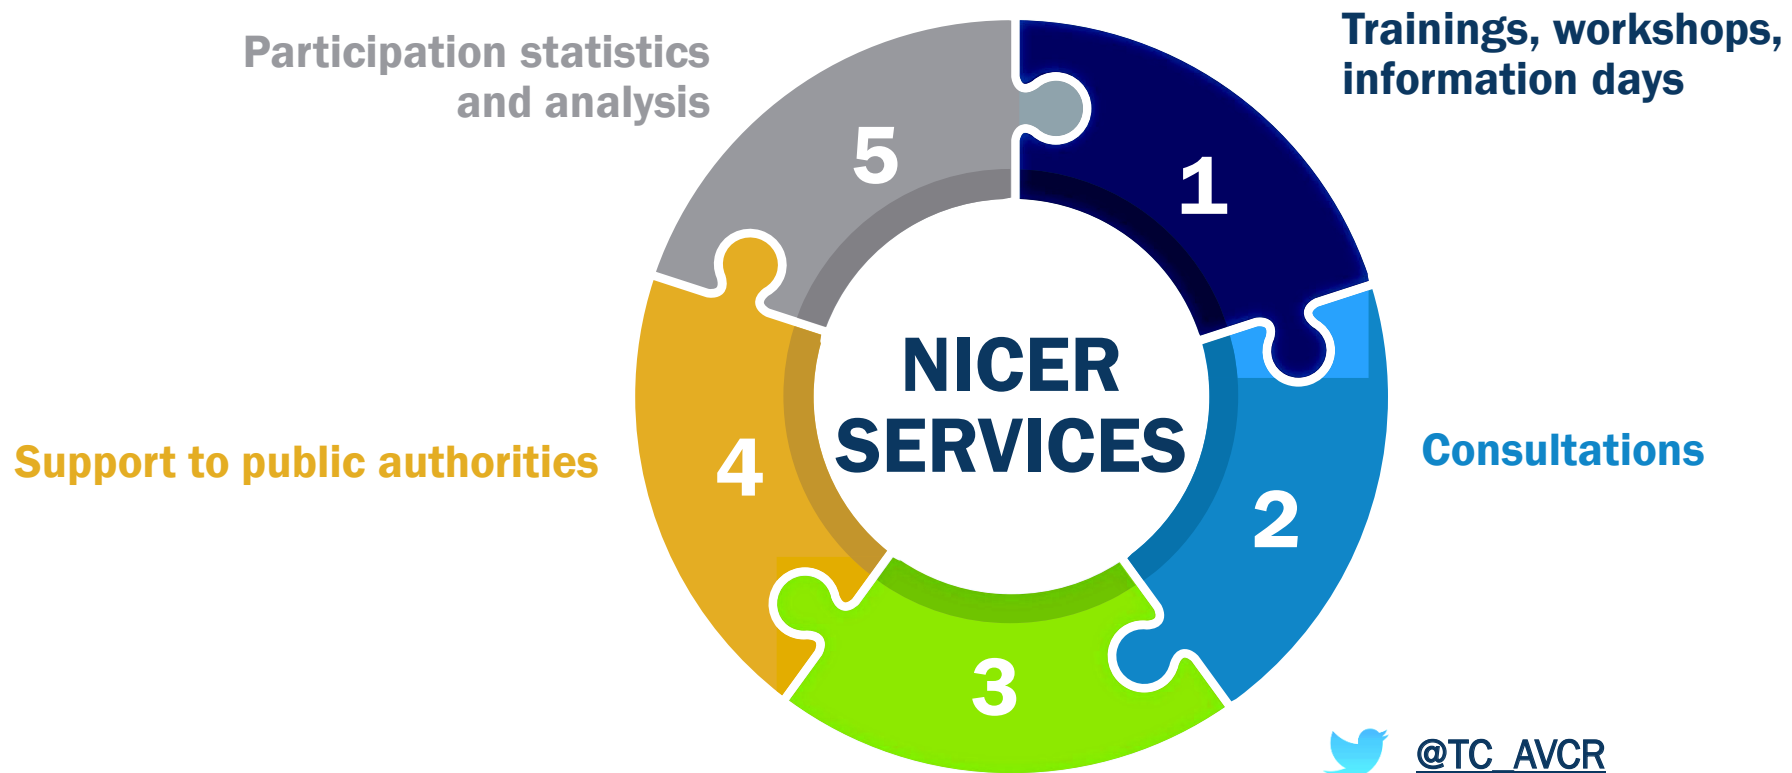 Participation statistics
and analysis
Trainings, workshops,
information days
5
1
NICER
SERVICES
Support to public authorities
4
Consultations
2
3
@TC_AVCR